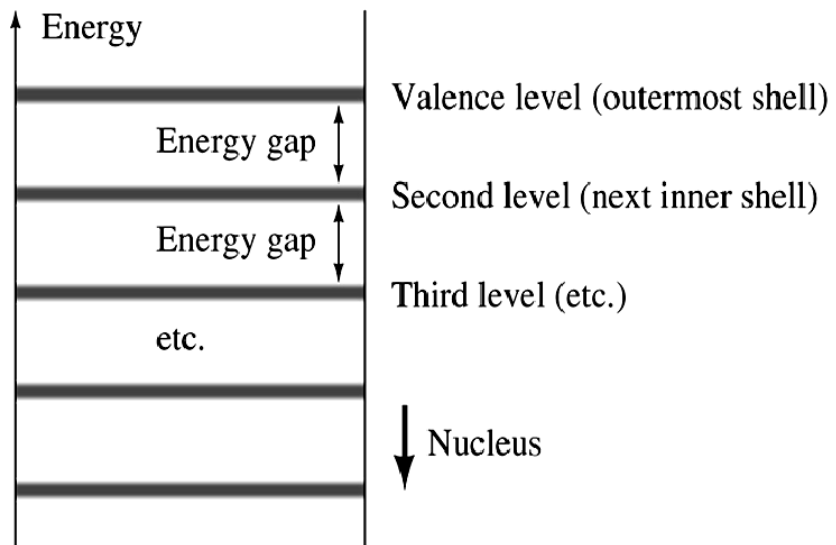 Energy
Valence level (outermost shell)
Energy gap
Second level (next inner shell)
Energy gap
Third level (etc.)
etc.
Nucleus